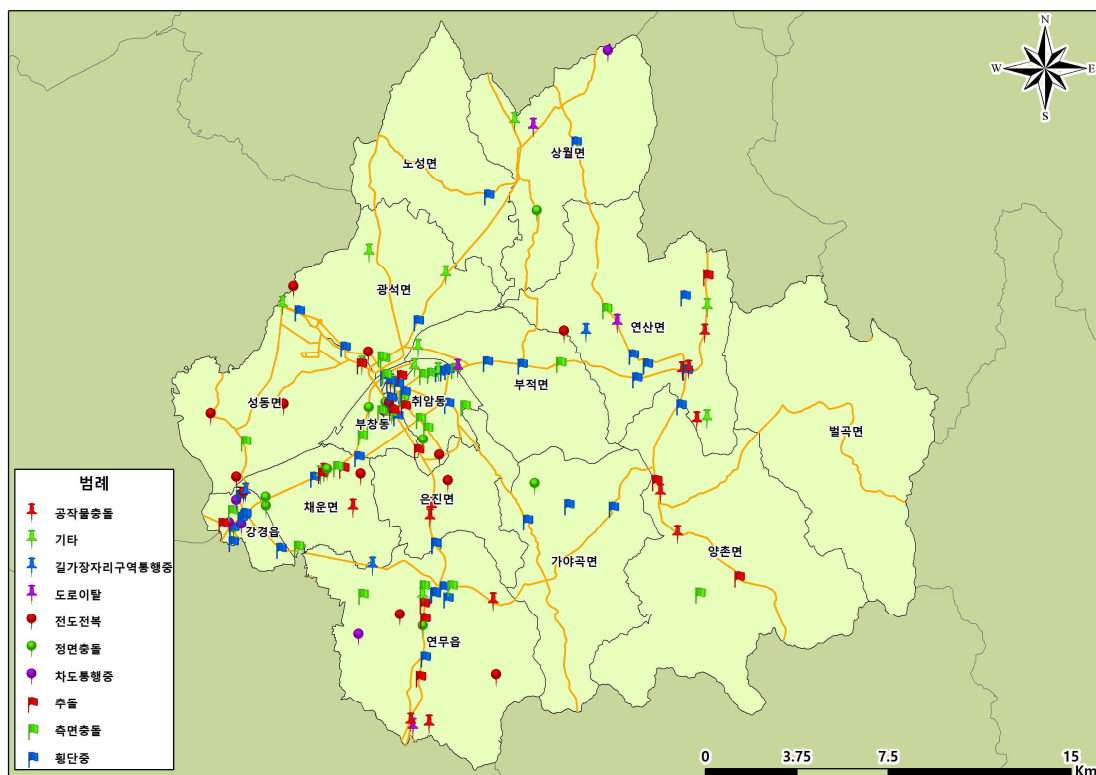 N
W E
S
상월면
노성면
광석면
연산면
부적면
성동면
취암동
부창동
벌곡면
채운면
은진면
강경읍
가야곡면
양촌면
연무읍
범례
공작물충돌
기타
길가장자리구역통행중
도로이탈
전도전복
정면충돌
차도통행중
추돌
측면충돌
횡단중
0 3.75 7.5 15
Km